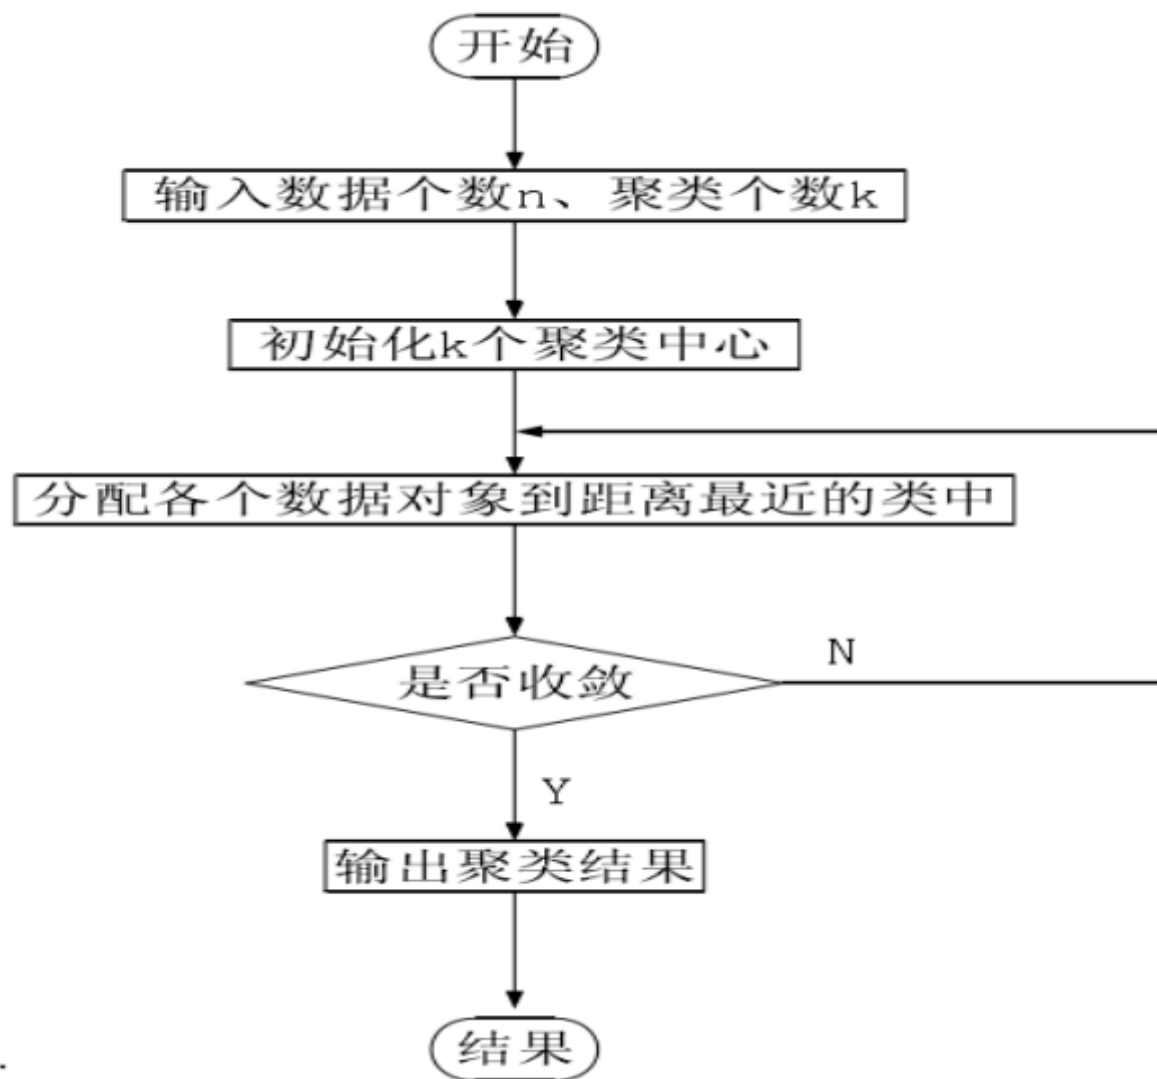 开始
输入数据个数n、聚类个数k
初始化k个聚类中心
分配各个数据对象到距离最近的类中
是否收敛
N
Y
输出聚类结果
结果